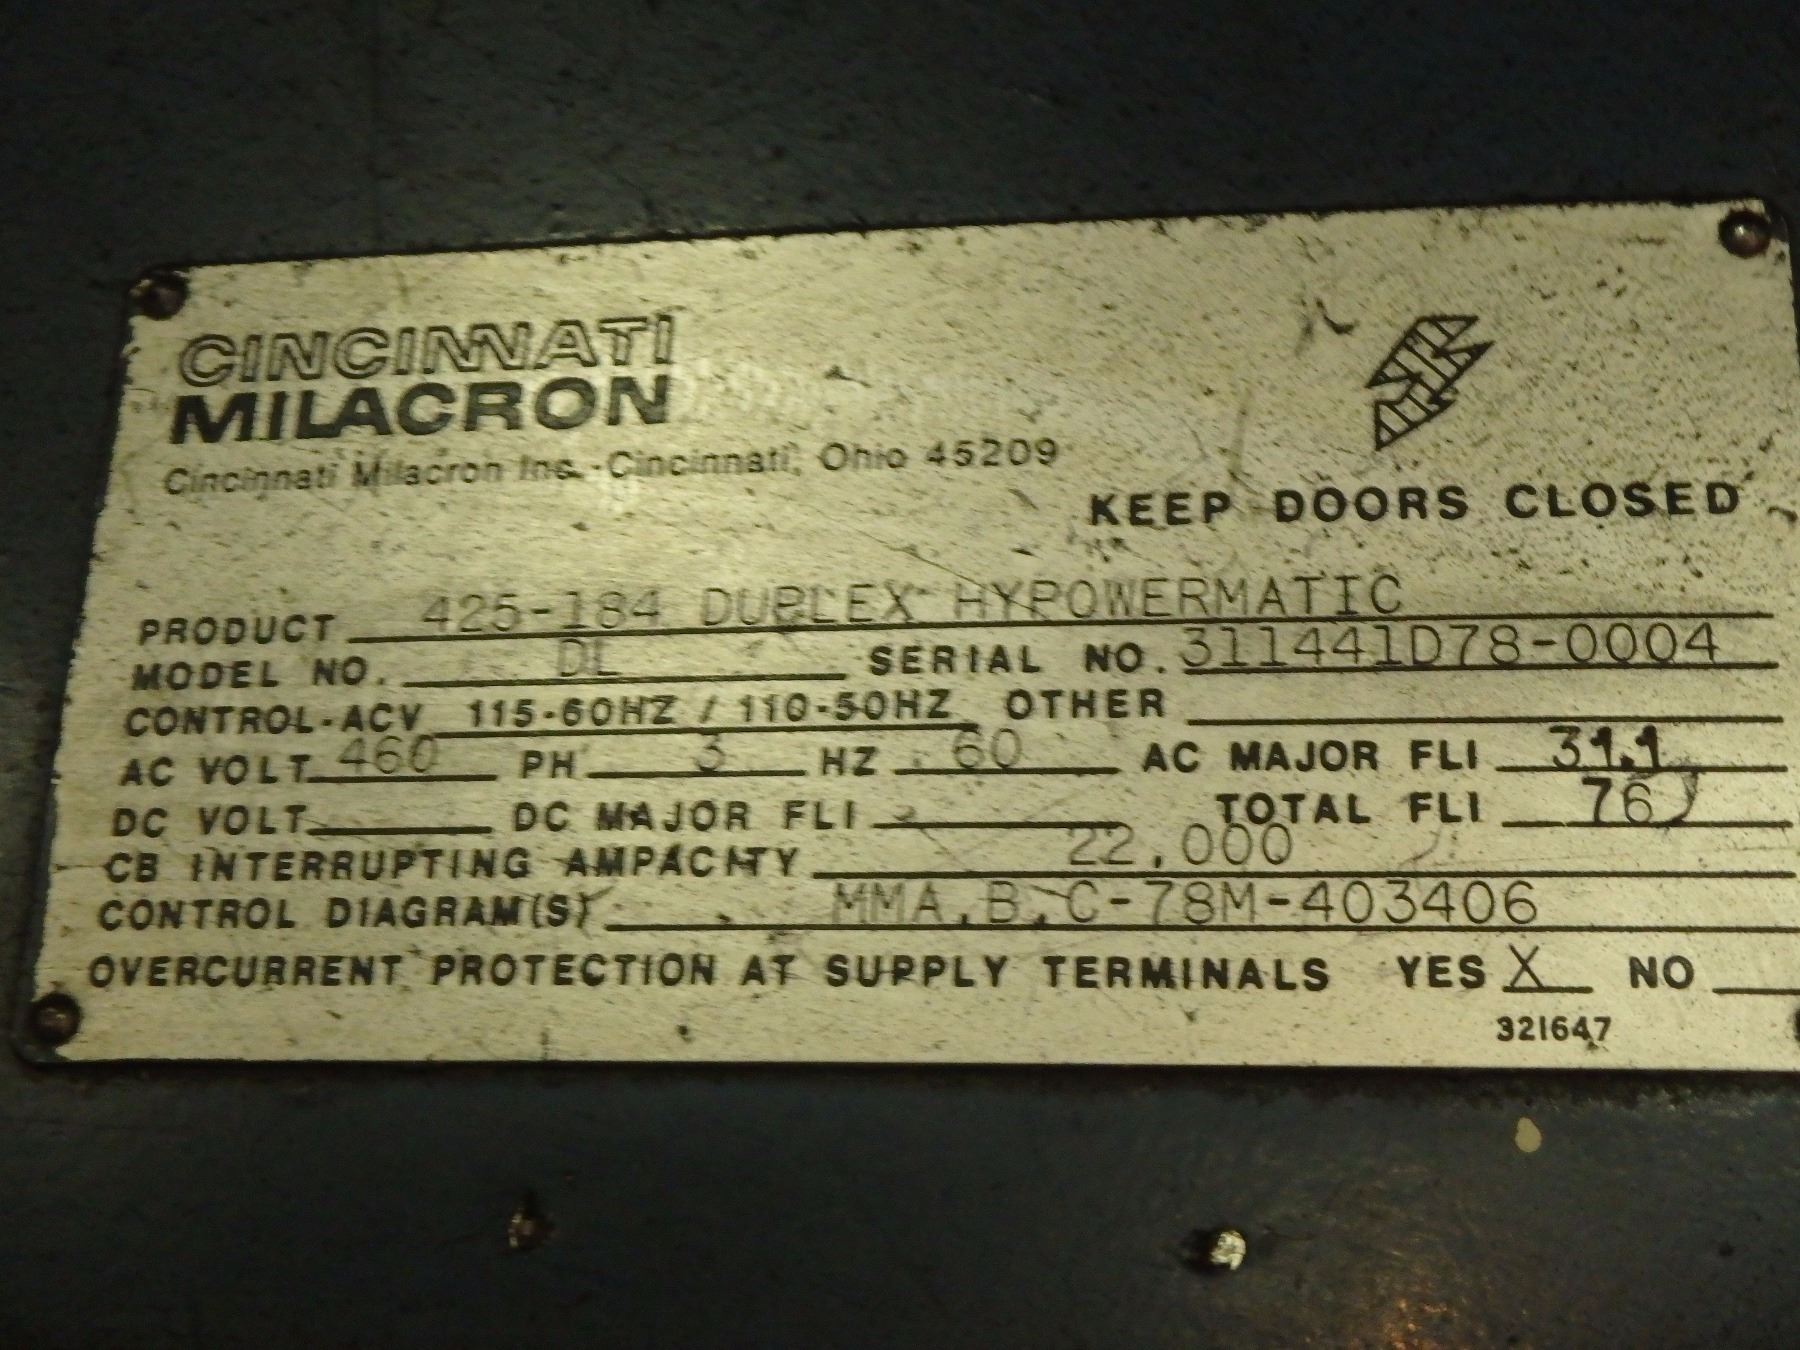 CINCINNATI
MILACRON
Cincinnati Milacron Inc. Cincinnati, Ohio 45209
KEEP DOORS CLOSED
PRODUCT 425-184 DUPLEX HYPOWERMATIC
MODEL NO. DL SERIAL NO. 311441D78-0004
CONTROL-ACV 115-60HZ / 110-50HZ OTHER
AC VOLT 460 PH 3 HZ 60 AC MAJOR FLI
DC VOLT DC MAJOR FLI TOTAL FLI 76
CB INTERRUPTING AMPACITY 22,000
CONTROL DIAGRAM(S) MMA,B,C-78M-403406
OVERCURRENT PROTECTION AT SUPPLY TERMINALS YES X NO
321647